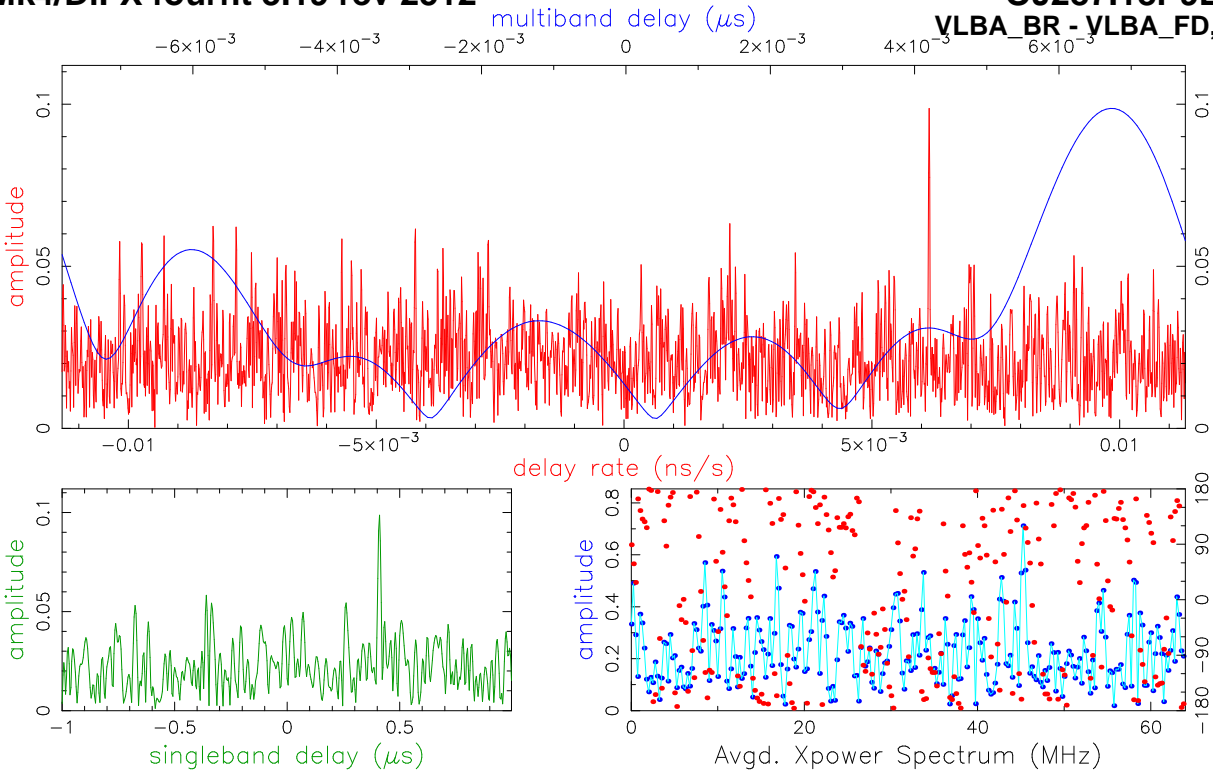 multiband delay (μs)
VLBA_BR - VLBA_FD,
−6×10⁻³ −4×10⁻³ −2×10⁻³ 0 2×10⁻³ 4×10⁻³ 6×10⁻³
amplitude
0 0.05 0.1
0 0.05 0.1
−0.01 −5×10⁻³ 0 5×10⁻³ 0.01
delay rate (ns/s)
amplitude
0 0.05 0.1
−1 −0.5 0 0.5
singleband delay (μs)
amplitude
0 0.2 0.4 0.6 0.8
−180 −90 0 90 180
0 20 40 60
Avgd. Xpower Spectrum (MHz)